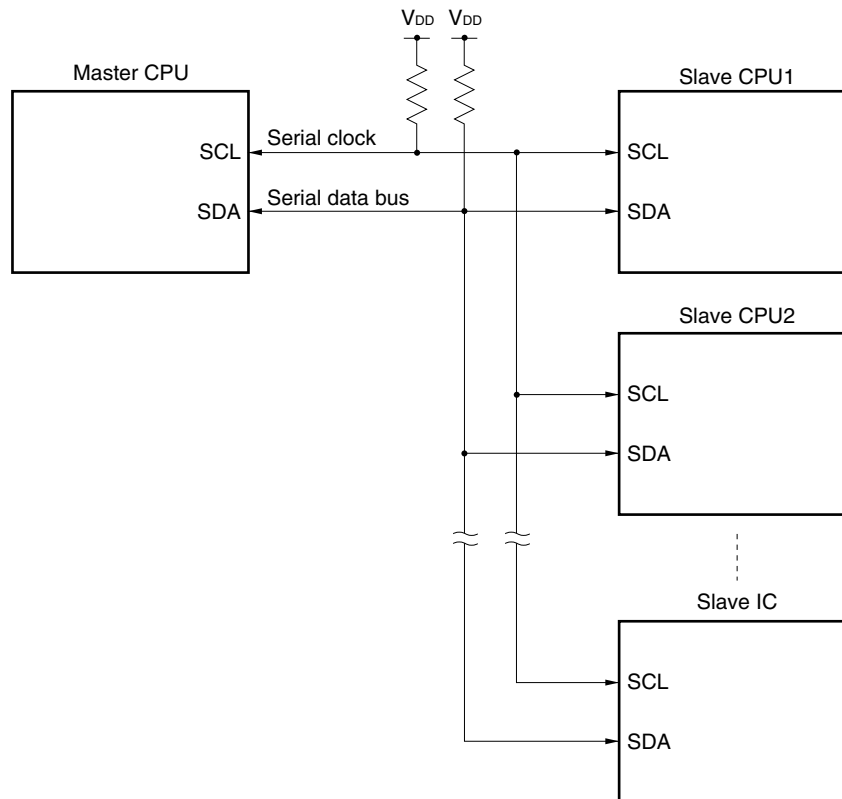 VDD VDD
Master CPU
Slave CPU1
SCL
Serial clock
SCL
SDA
Serial data bus
SDA
Slave CPU2
SCL
SDA
Slave IC
SCL
SDA